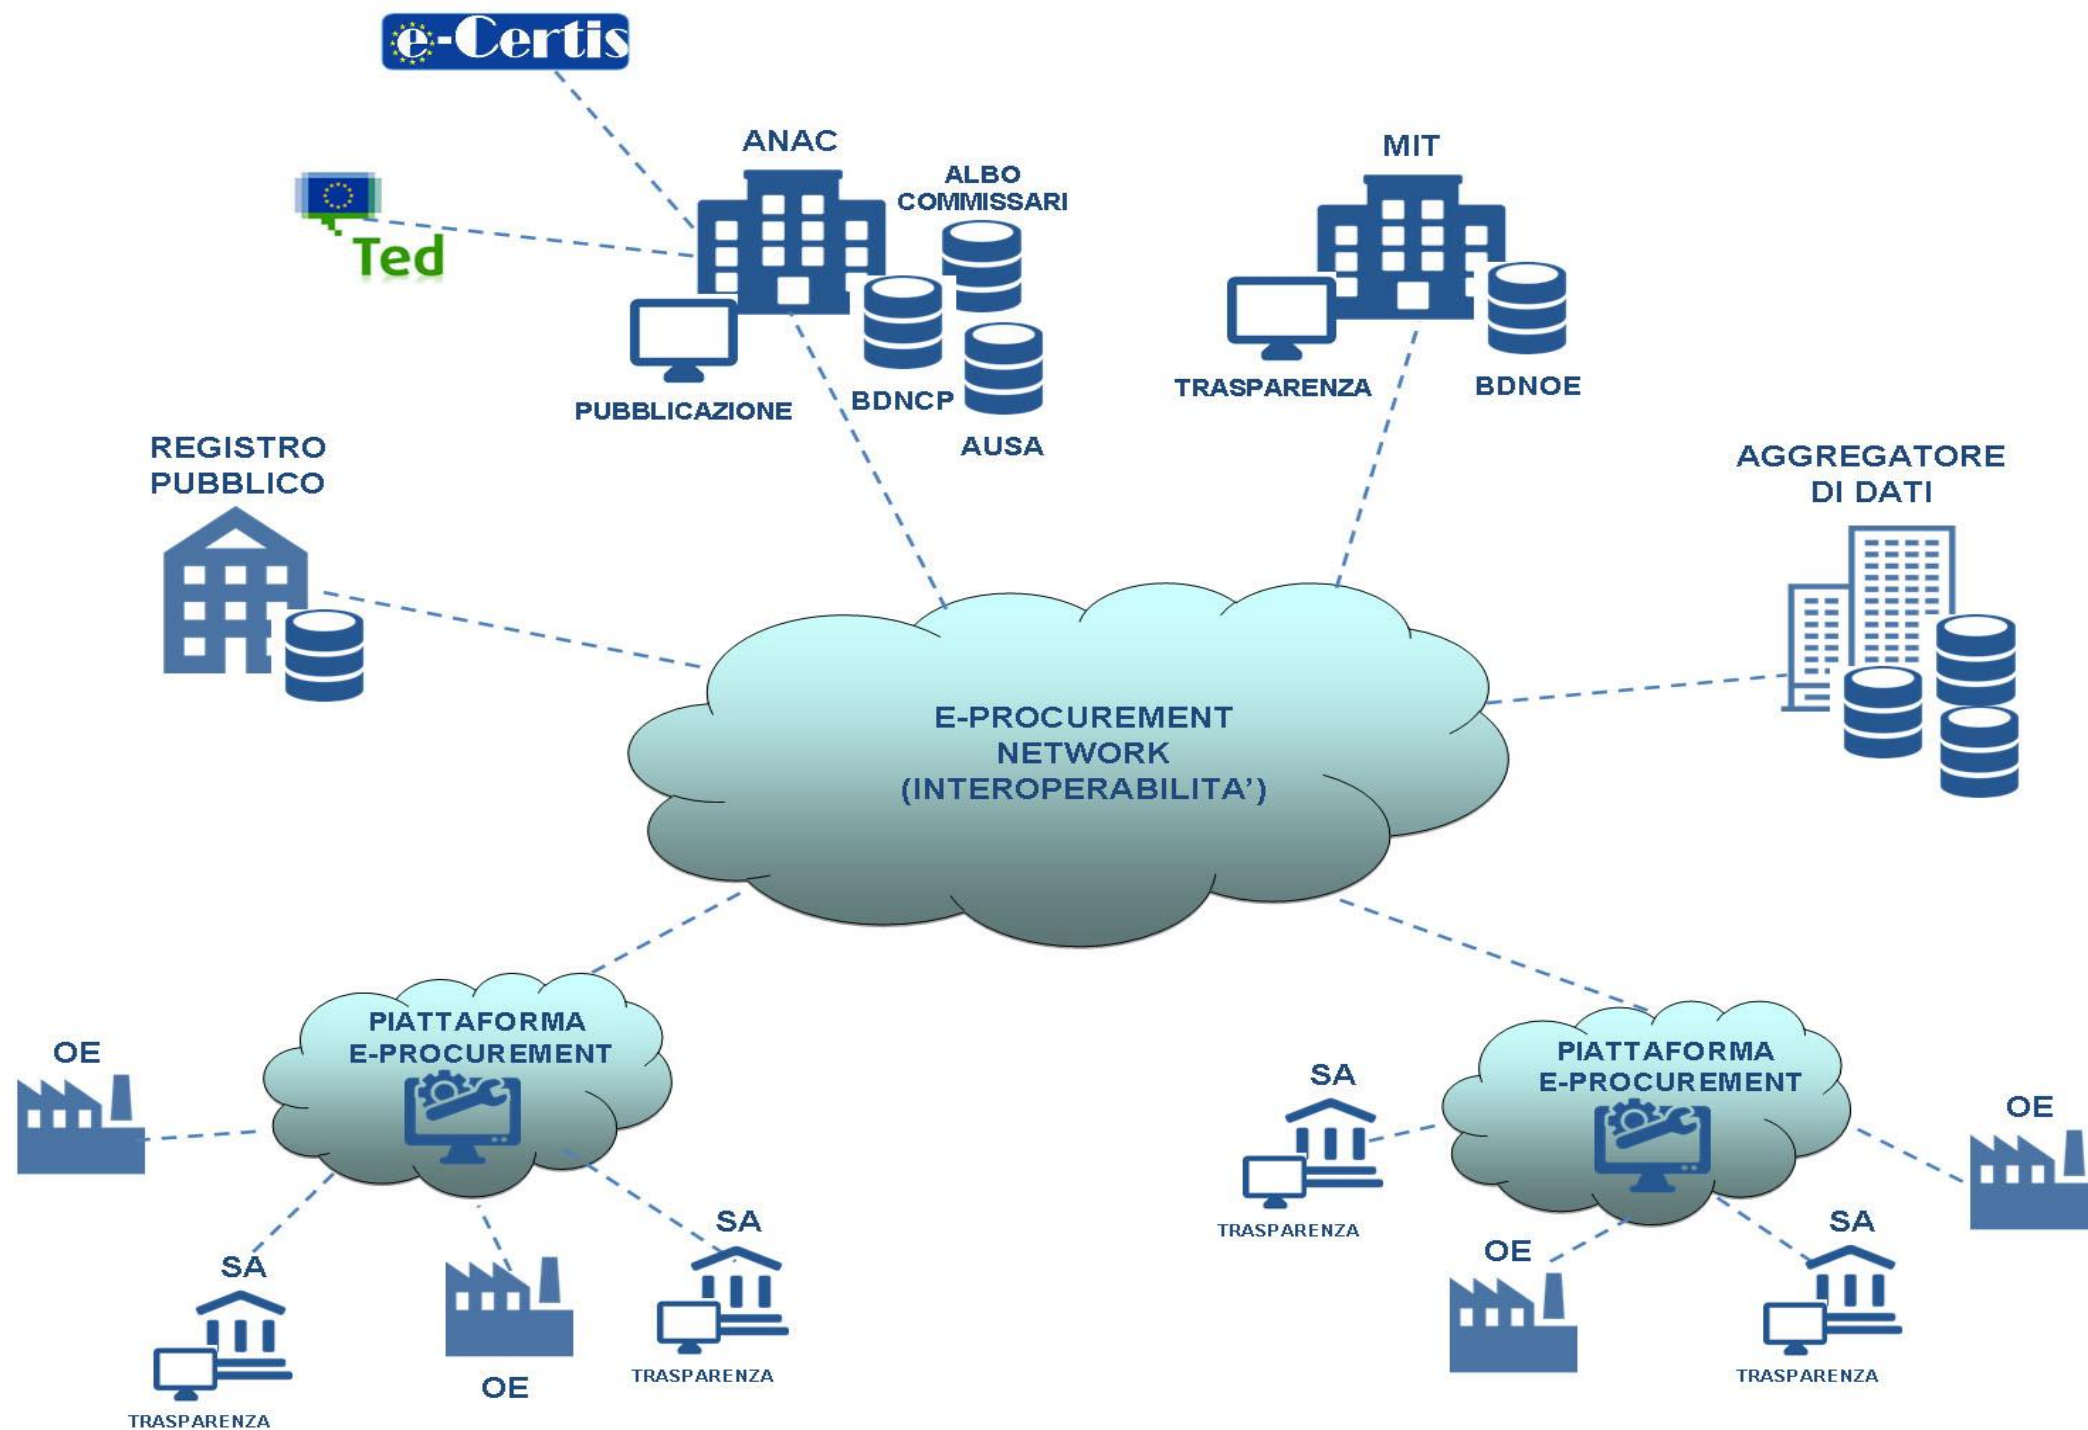 e-Certis
ANAC
MIT
ALBO
COMMISSARI
Ted
TRASPARENZA
BDNOE
PUBBLICAZIONE
BDNCP
AUSA
REGISTRO
PUBBLICO
AGGREGATORE
DI DATI
E-PROCUREMENT
NETWORK
(INTEROPERABILITA’)
PIATTAFORMA
E-PROCUREMENT
OE
SA
TRASPARENZA
OE
SA
TRASPARENZA
PIATTAFORMA
E-PROCUREMENT
SA
TRASPARENZA
OE
OE
SA
TRASPARENZA